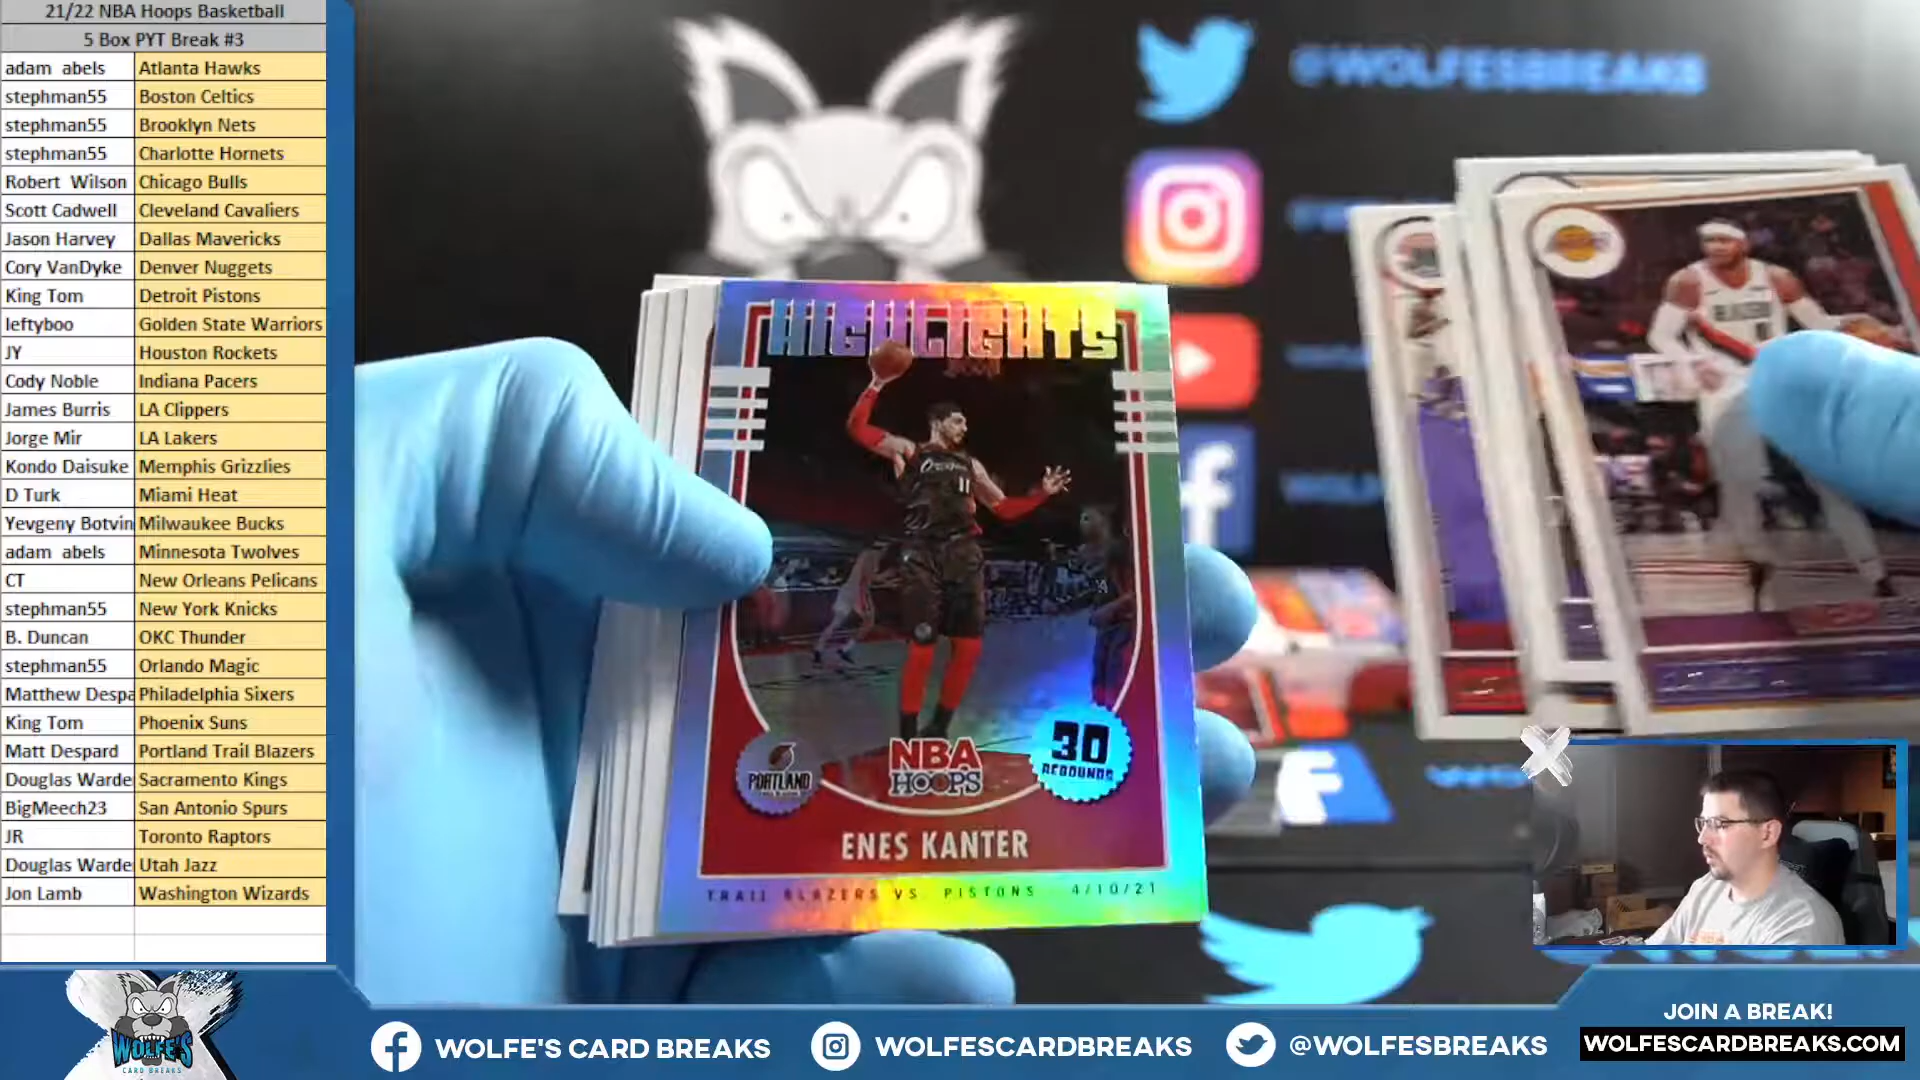 21/22 NBA Hoops Basketball
5 Box PYT Break #3
adam abels Atlanta Hawks
stephman55 Boston Celtics
stephman55 Brooklyn Nets
stephman55 Charlotte Hornets
Robert Wilson Chicago Bulls
Scott Cadwell Cleveland Cavaliers
Jason Harvey Dallas Mavericks
Cory VanDyke Denver Nuggets
King Tom Detroit Pistons
leftyboo Golden State Warriors
JY Houston Rockets
Cody Noble Indiana Pacers
James Burris LA Clippers
Jorge Mir LA Lakers
Kondo Daisuke Memphis Grizzlies
D Turk Miami Heat
Yevgeny Botvin Milwaukee Bucks
adam abels Minnesota Twolves
CT New Orleans Pelicans
stephman55 New York Knicks
B. Duncan OKC Thunder
stephman55 Orlando Magic
Matthew Despa Philadelphia Sixers
King Tom Phoenix Suns
Matt Despard Portland Trail Blazers
Douglas Warde Sacramento Kings
BigMeech23 San Antonio Spurs
JR Toronto Raptors
Douglas Warde Utah Jazz
Jon Lamb Washington Wizards
@WOLFESBREAKS
HIGHLIGHTS
11
PORTLAND
NBA
HOOPS
30
REBOUNDS
ENES KANTER
TRAIL BLAZERS VS. PISTONS 4/10/21
WOLFE'S
CARD BREAKS
WOLFE'S CARD BREAKS
WOLFESCARDBREAKS
@WOLFESBREAKS
JOIN A BREAK!
WOLFESCARDBREAKS.COM